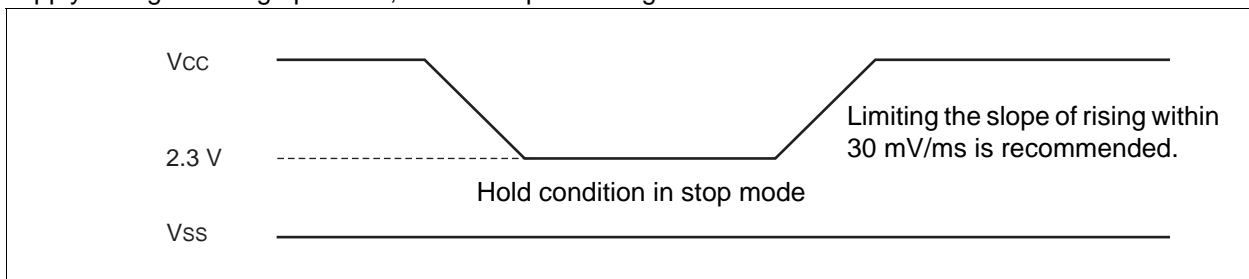 Vcc
Limiting the slope of rising within
30 mV/ms is recommended.
2.3 V
Hold condition in stop mode
Vss